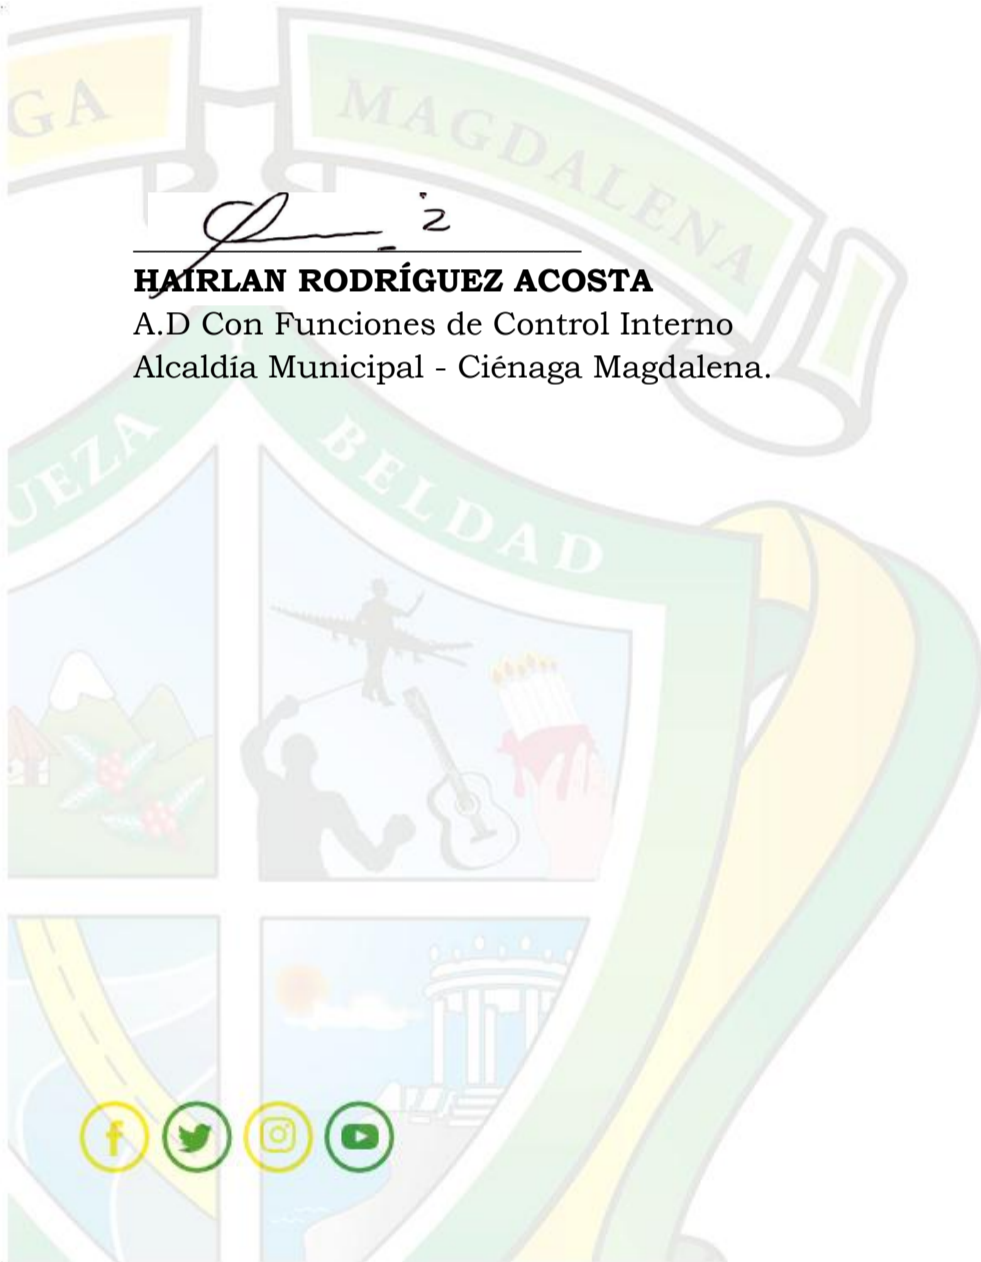 GA MAGDALENA
HAIRLAN RODRÍGUEZ ACOSTA
A.D Con Funciones de Control Interno
Alcaldía Municipal - Ciénaga Magdalena.
UEZA BELDAD